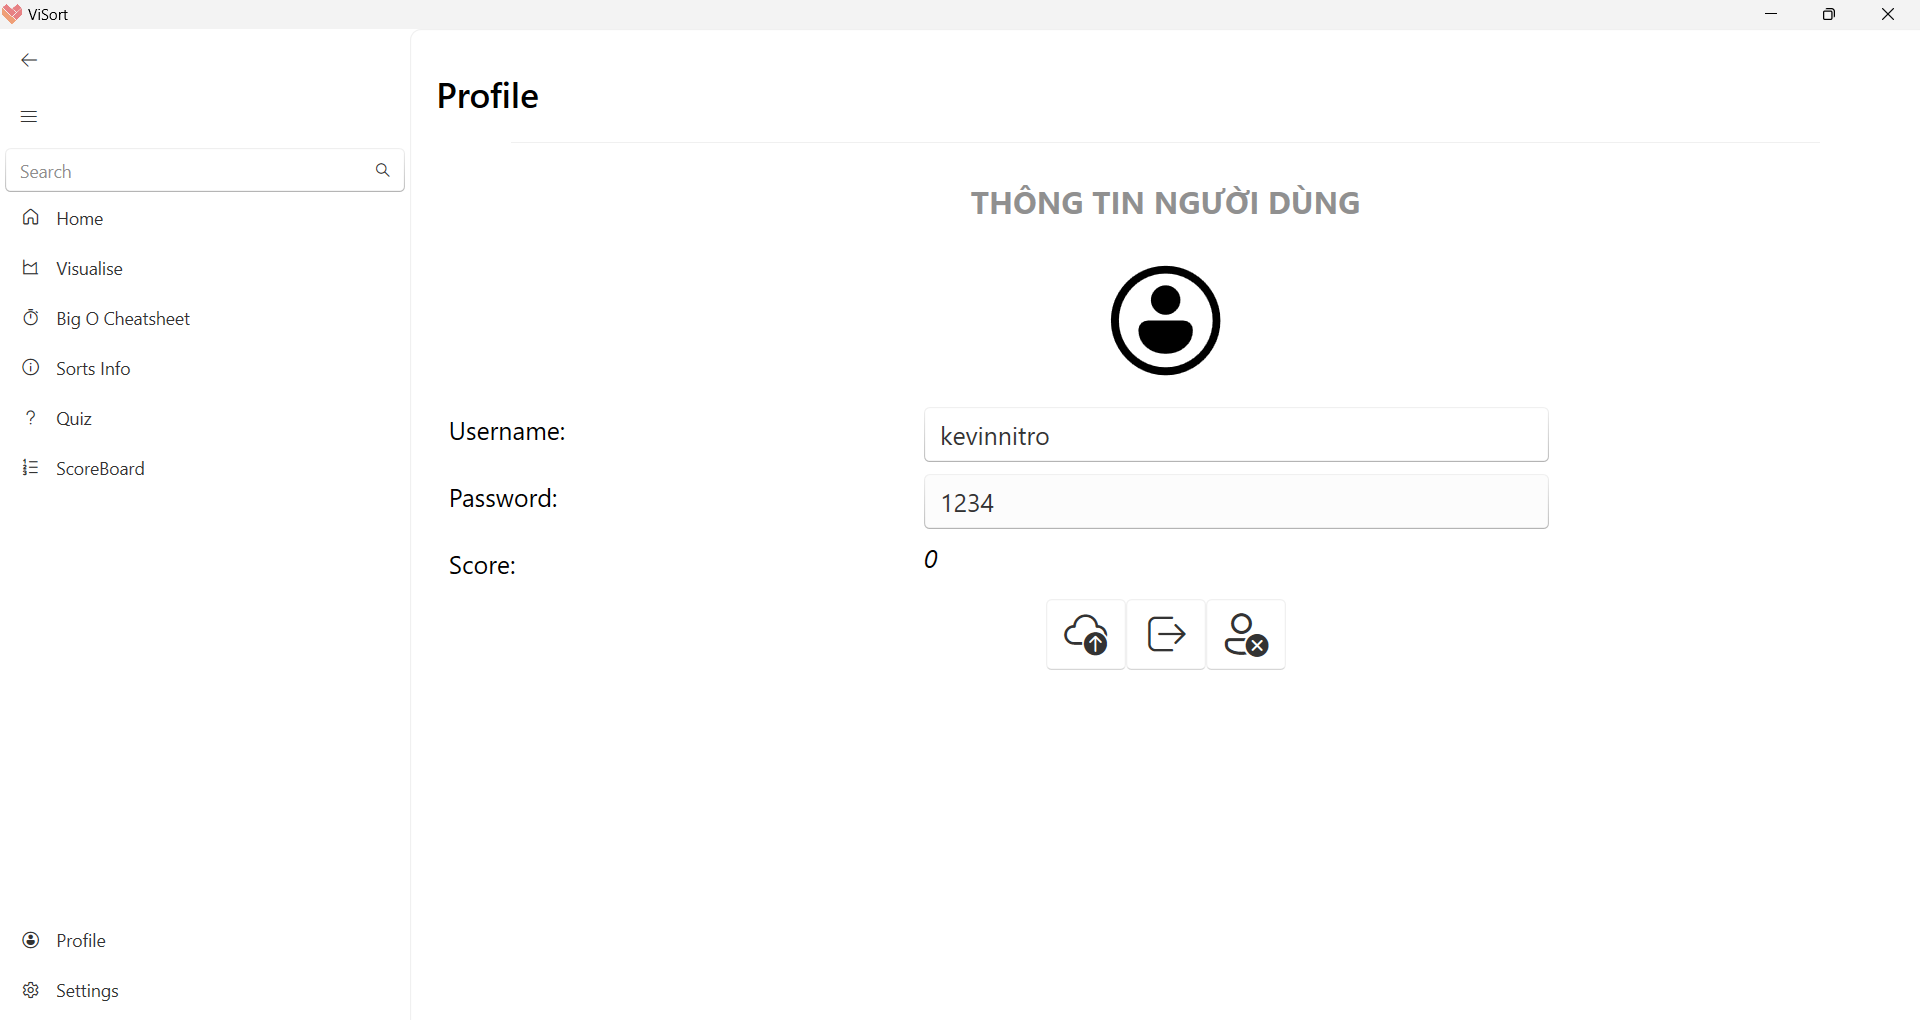 ViSort
Search
Home
Visualise
Big O Cheatsheet
Sorts Info
Quiz
ScoreBoard
Profile
Settings
Profile
THÔNG TIN NGƯỜI DÙNG
Username:
kevinnitro
Password:
1234
Score:
0